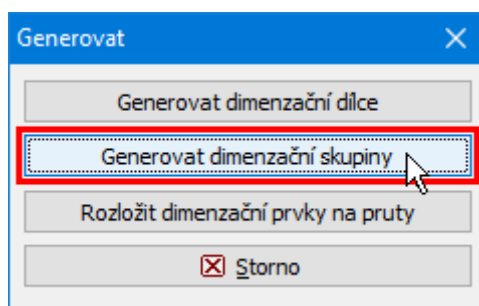 Generovat
Generovat dimenzační dílce
Generovat dimenzační skupiny
Rozložit dimenzační prvky na pruty
Storno